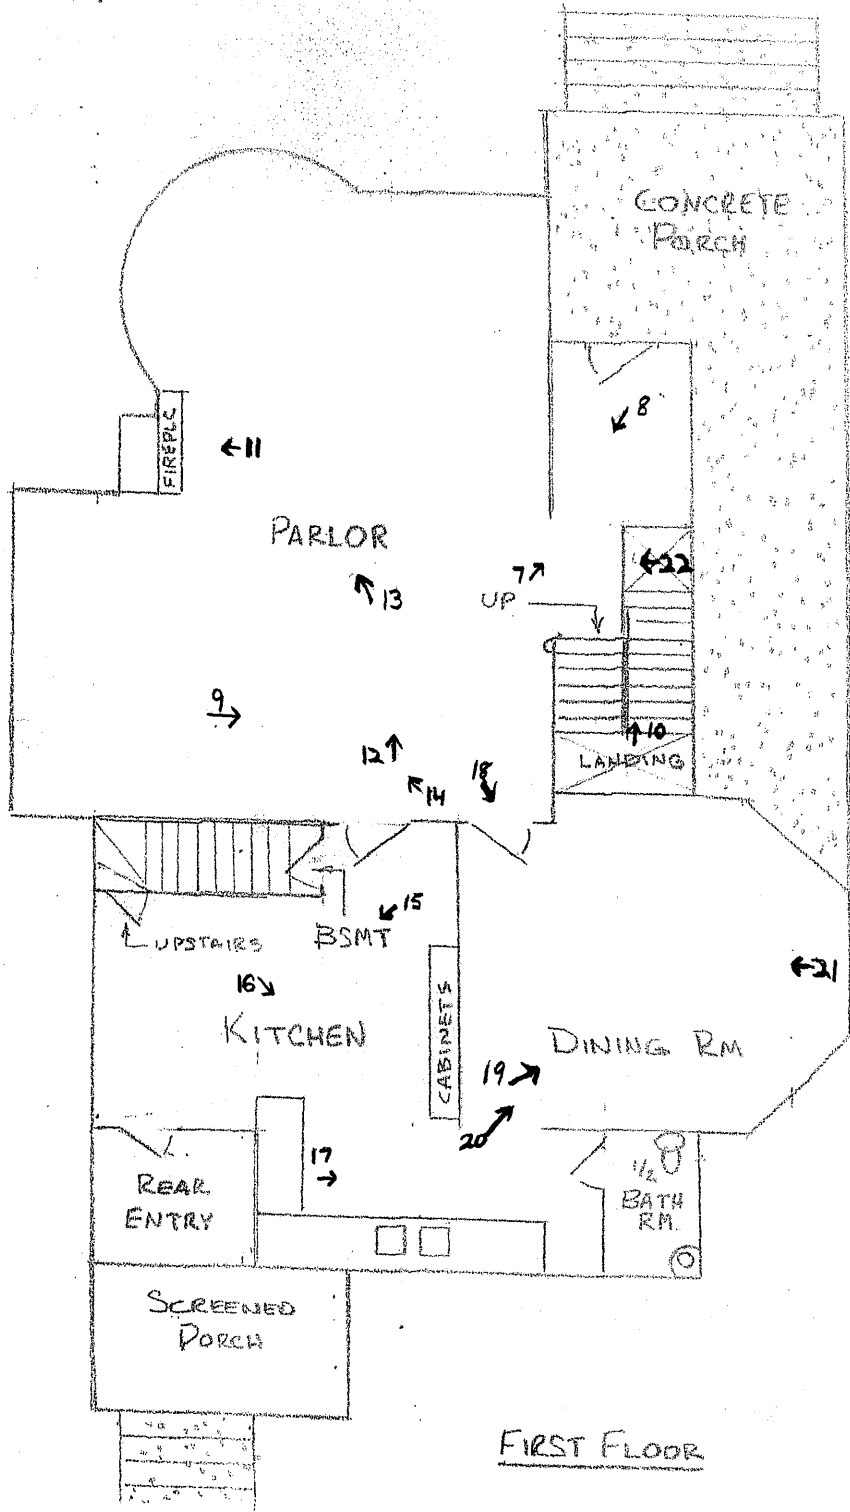 CONCRETE
PORCH
8
FIREPLC
←11
PARLOR
←22
7
13
UP
9
10
12
LANDING
18
14
15
BSMT
UPSTAIRS
←21
16
CABINETS
KITCHEN
DINING RM
19
20
17
1/2
BATH
RM.
REAR
ENTRY
SCREENED
PORCH
FIRST FLOOR